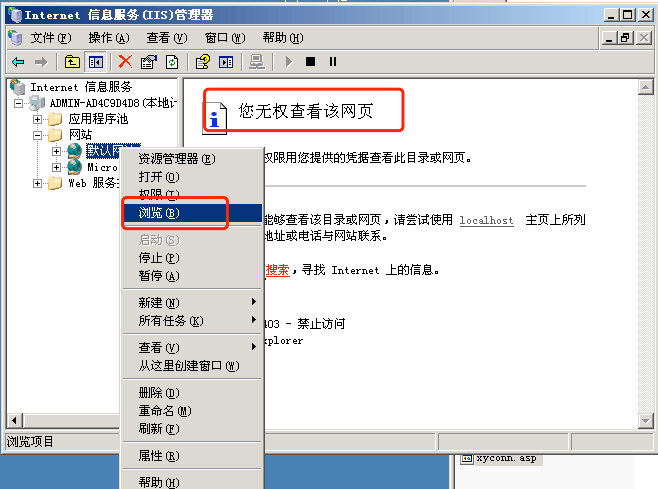 Internet 信息服务(IIS)管理器
文件(F) 操作(A) 查看(V) 窗口(W) 帮助(H)
Internet 信息服务
ADMIN-AD4C9D4D8(本地计
应用程序池
网站
默认网
Micro
Web 服务
您无权查看该网页
权限用您提供的凭据查看此目录或网页。
能够查看该目录或网页，请尝试使用 localhost 主页上所列
地址或电话与网站联系。
搜索，寻找 Internet 上的信息。
403 - 禁止访问
xplorer
资源管理器(E)
打开(O)
权限(T)
浏览(B)
启动(S)
停止(P)
暂停(A)
新建(N)
所有任务(K)
查看(V)
从这里创建窗口(W)
删除(D)
重命名(M)
刷新(F)
属性(R)
帮助(H)
浏览项目
xyconn.asp